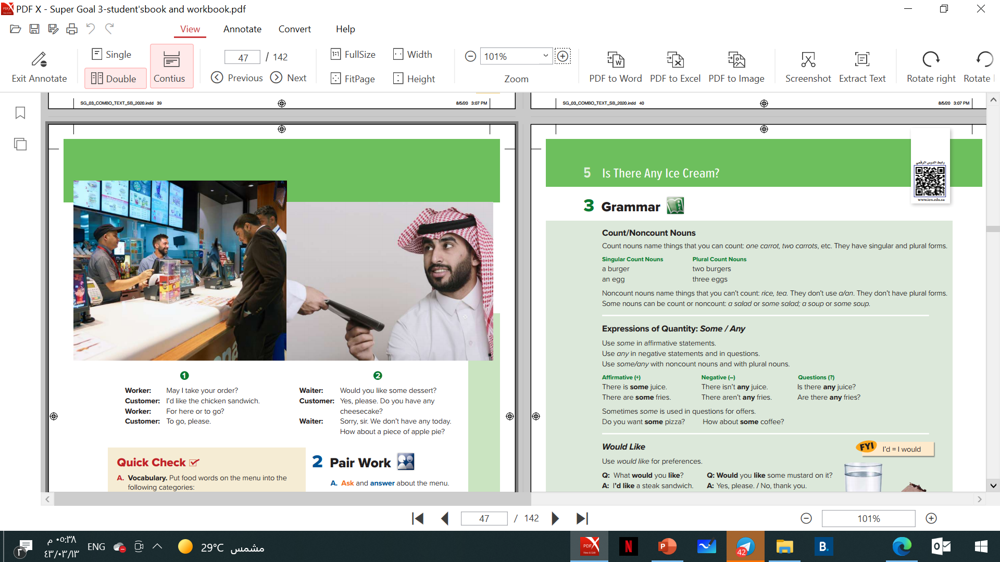 PDF X - Super Goal 3-student'sbook and workbook.pdf
View Annotate Convert Help
Exit Annotate
Single
Double
Contius
47 / 142
Previous Next
FullSize Width
FitPage Height
101%
Zoom
PDF to Word PDF to Excel PDF to Image Screenshot Extract Text Rotate right Rotate
SG_03_COMBO_TEXT_SB_2020.indd 39 8/5/20 3:07 PM
SG_03_COMBO_TEXT_SB_2020.indd 40 8/5/20 3:07 PM
1
Worker: May I take your order?
Customer: I'd like the chicken sandwich.
Worker: For here or to go?
Customer: To go, please.
2
Waiter: Would you like some dessert?
Customer: Yes, please. Do you have any
cheesecake?
Waiter: Sorry, sir. We don't have any today.
How about a piece of apple pie?
Quick Check
A. Vocabulary. Put food words on the menu into the
following categories:
2 Pair Work
A. Ask and answer about the menu.
5 Is There Any Ice Cream?
رابط الدرس الرقمي
www.ien.edu.sa
3 Grammar
Count/Noncount Nouns
Count nouns name things that you can count: one carrot, two carrots, etc. They have singular and plural forms.
Singular Count Nouns Plural Count Nouns
a burger two burgers
an egg three eggs
Noncount nouns name things that you can't count: rice, tea. They don't use a/an. They don't have plural forms.
Some nouns can be count or noncount: a salad or some salad; a soup or some soup.
Expressions of Quantity: Some / Any
Use some in affirmative statements.
Use any in negative statements and in questions.
Use some/any with noncount nouns and with plural nouns.
Affirmative (+) Negative (–) Questions (?)
There is some juice. There isn't any juice. Is there any juice?
There are some fries. There aren't any fries. Are there any fries?
Sometimes some is used in questions for offers.
Do you want some pizza? How about some coffee?
Would Like
FYI I'd = I would
Use would like for preferences.
Q: What would you like? Q: Would you like some mustard on it?
A: I'd like a steak sandwich. A: Yes, please. / No, thank you.
47 / 142
101%
٠٥:٣٨ م
٤٣/٠٣/١٣
٣
ENG
29°C مشمس
PDF X
View & Edit
N
P
42
B.
O